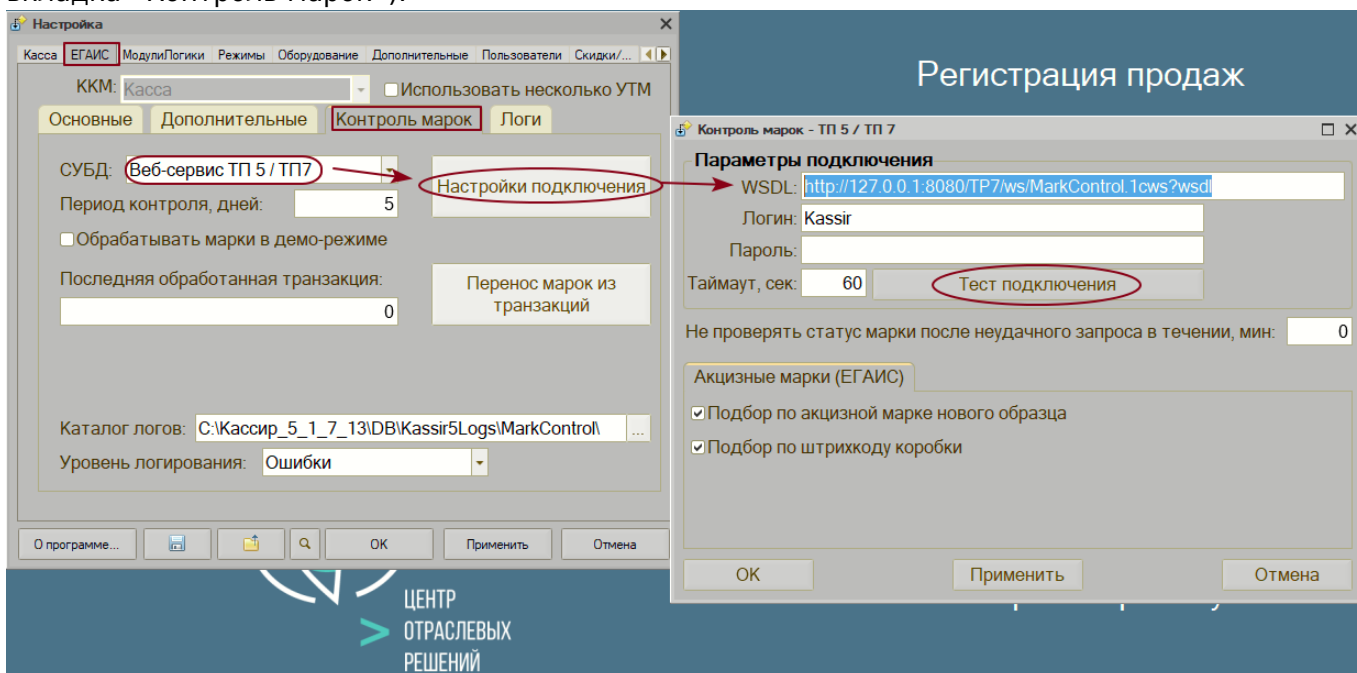 вкладка "Контроль марок"):
Настройка
Касса ЕГАИС МодулиЛогики Режимы Оборудование Дополнительные Пользователи Скидки/...
ККМ: Касса Использовать несколько УТМ
Основные Дополнительные Контроль марок Логи
СУБД: Веб-сервис ТП 5 / ТП7
Настройки подключения
Период контроля, дней: 5
Обрабатывать марки в демо-режиме
Последняя обработанная транзакция:
0
Перенос марок из
транзакций
Каталог логов: C:\Кассир_5_1_7_13\DB\Kassir5Logs\MarkControl\ ...
Уровень логирования: Ошибки
О программе... ОК Применить Отмена
Регистрация продаж
Контроль марок - ТП 5 / ТП 7
Параметры подключения
WSDL: http://127.0.0.1:8080/TP7/ws/MarkControl.1cws?wsdl
Логин: Kassir
Пароль:
Таймаут, сек: 60 Тест подключения
Не проверять статус марки после неудачного запроса в течении, мин: 0
Акцизные марки (ЕГАИС)
Подбор по акцизной марке нового образца
Подбор по штрихкоду коробки
ОК Применить Отмена
ЦЕНТР
ОТРАСЛЕВЫХ
РЕШЕНИЙ